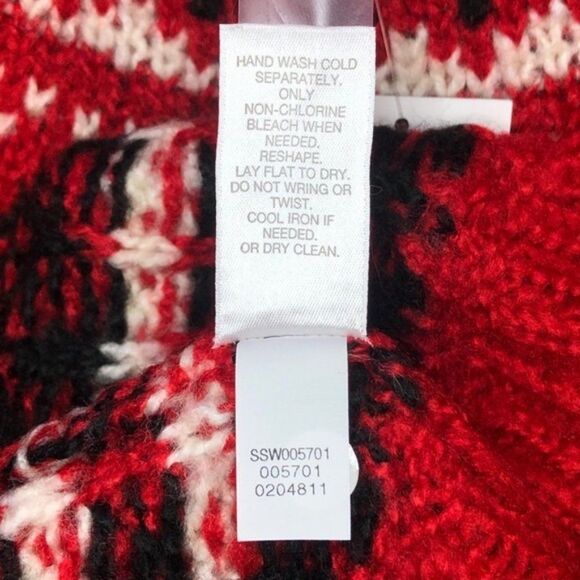 HAND WASH COLD
SEPARATELY.
ONLY
NON-CHLORINE
BLEACH WHEN
NEEDED.
RESHAPE.
LAY FLAT TO DRY.
DO NOT WRING OR
TWIST.
COOL IRON IF
NEEDED.
OR DRY CLEAN.
SSW005701
005701
0204811